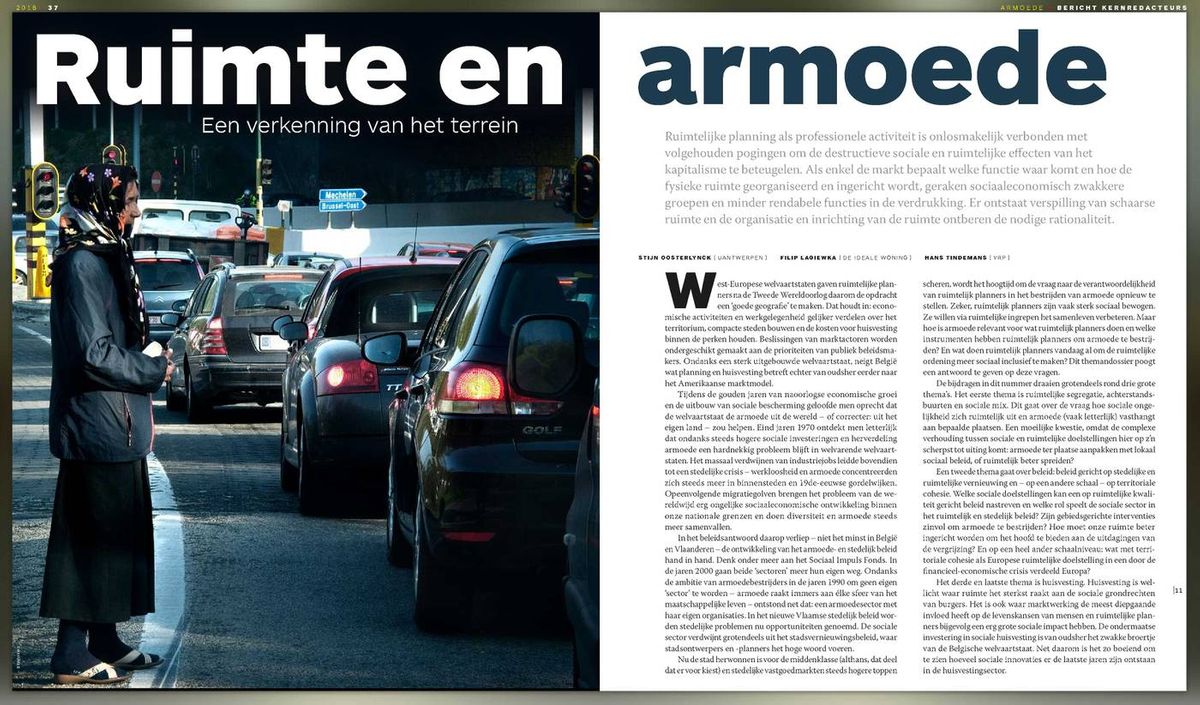 2018 37
ARMOEDE BERICHT KERNREDACTEURS
Ruimte en armoede
Een verkenning van het terrein
Mechelen
Brussel-Oost
TT
GOLF
Ruimtelijke planning als professionele activiteit is onlosmakelijk verbonden met
volgehouden pogingen om de destructieve sociale en ruimtelijke effecten van het
kapitalisme te beteugelen. Als enkel de markt bepaalt welke functie waar komt en hoe de
fysieke ruimte georganiseerd en ingericht wordt, geraken sociaaleconomisch zwakkere
groepen en minder rendabele functies in de verdrukking. Er ontstaat verspilling van schaarse
ruimte en de organisatie en inrichting van de ruimte ontberen de nodige rationaliteit.
STIJN OOSTERLYNCK [UANTWERPEN] FILIP LAGIEWKA [DE IDEALE WONING] HANS TINDEMANS [VRP]
West-Europese welvaartstaten gaven ruimtelijke plan-
ners na de Tweede Wereldoorlog daarom de opdracht
een 'goede geografie' te maken. Dat houdt in: econo-
mische activiteiten en werkgelegenheid gelijker verdelen over het
territorium, compacte steden bouwen en de kosten voor huisvesting
binnen de perken houden. Beslissingen van marktactoren worden
ondergeschikt gemaakt aan de prioriteiten van publiek beleidsma-
kers. Ondanks een sterk uitgebouwde welvaartstaat, neigt België
wat planning en huisvesting betreft echter van oudsher eerder naar
het Amerikaanse marktmodel.
Tijdens de gouden jaren van naoorlogse economische groei
en de uitbouw van sociale bescherming geloofde men oprecht dat
de welvaartstaat de armoede uit de wereld – of correcter: uit het
eigen land – zou helpen. Eind jaren 1970 ontdekt men letterlijk
dat ondanks steeds hogere sociale investeringen en herverdeling
armoede een hardnekkig probleem blijft in welvarende welvaart-
staten. Het massaal verdwijnen van industriejobs leidde bovendien
tot een stedelijke crisis – werkloosheid en armoede concentreerden
zich steeds meer in binnensteden en 19de-eeuwse gordelwijken.
Opeenvolgende migratiegolven brengen het probleem van de we-
reldwijd erg ongelijke sociaaleconomische ontwikkeling binnen
onze nationale grenzen en doen diversiteit en armoede steeds
meer samenvallen.
In het beleidsantwoord daarop verliep – niet het minst in België
en Vlaanderen – de ontwikkeling van het armoede- en stedelijk beleid
hand in hand. Denk onder meer aan het Sociaal Impuls Fonds. In
de jaren 2000 gaan beide 'sectoren' meer hun eigen weg. Ondanks
de ambitie van armoedebestrijders in de jaren 1990 om geen eigen
'sector' te worden – armoede raakt immers aan élke sfeer van het
maatschappelijke leven – ontstond net dat: een armoedesector met
haar eigen organisaties. In het nieuwe Vlaamse stedelijk beleid wor-
den stedelijke problemen nu opportuniteiten genoemd. De sociale
sector verdwijnt grotendeels uit het stadsvernieuwingsbeleid, waar
stadsontwerpers en -planners het hoge woord voeren.
Nu de stad herwonnen is voor de middenklasse (althans, dat deel
dat er voor kiest) en stedelijke vastgoedmarkten steeds hogere toppen
scheren, wordt het hoogtijd om de vraag naar de verantwoordelijkheid
van ruimtelijk planners in het bestrijden van armoede opnieuw te
stellen. Zeker, ruimtelijk planners zijn vaak sterk sociaal bewogen.
Ze willen via ruimtelijke ingrepen het samenleven verbeteren. Maar
hoe is armoede relevant voor wat ruimtelijk planners doen en welke
instrumenten hebben ruimtelijk planners om armoede te bestrij-
den? En wat doen ruimtelijk planners vandaag al om de ruimtelijke
ordening meer sociaal inclusief te maken? Dit themandossier poogt
een antwoord te geven op deze vragen.
De bijdragen in dit nummer draaien grotendeels rond drie grote
thema's. Het eerste thema is ruimtelijke segregatie, achterstands-
buurten en sociale mix. Dit gaat over de vraag hoe sociale onge-
lijkheid zich ruimtelijk uit en armoede (vaak letterlijk) vasthangt
aan bepaalde plaatsen. Een moeilijke kwestie, omdat de complexe
verhouding tussen sociale en ruimtelijke doelstellingen hier op z'n
scherpst tot uiting komt: armoede ter plaatse aanpakken met lokaal
sociaal beleid, of ruimtelijk beter spreiden?
Een tweede thema gaat over beleid: beleid gericht op stedelijke en
ruimtelijke vernieuwing en – op een andere schaal – op territoriale
cohesie. Welke sociale doelstellingen kan een op ruimtelijke kwali-
teit gericht beleid nastreven en welke rol speelt de sociale sector in
het ruimtelijk en stedelijk beleid? Zijn gebiedsgerichte interventies
zinvol om armoede te bestrijden? Hoe moet onze ruimte beter
ingericht worden om het hoofd te bieden aan de uitdagingen van
de vergrijzing? En op een heel ander schaalniveau: wat met terri-
toriale cohesie als Europese ruimtelijke doelstelling in een door de
financieel-economische crisis verdeeld Europa?
Het derde en laatste thema is huisvesting. Huisvesting is wel-
licht waar ruimte het sterkst raakt aan de sociale grondrechten
van burgers. Het is ook waar marktwerking de meest diepgaande
invloed heeft op de levenskansen van mensen en ruimtelijke plan-
ners bijgevolg een erg grote sociale impact hebben. De ondermaatse
investering in sociale huisvesting is van oudsher het zwakke broertje
van de Belgische welvaartstaat. Net daarom is het zo boeiend om
te zien hoeveel sociale innovaties er de laatste jaren zijn ontstaan
in de huisvestingsector.
11